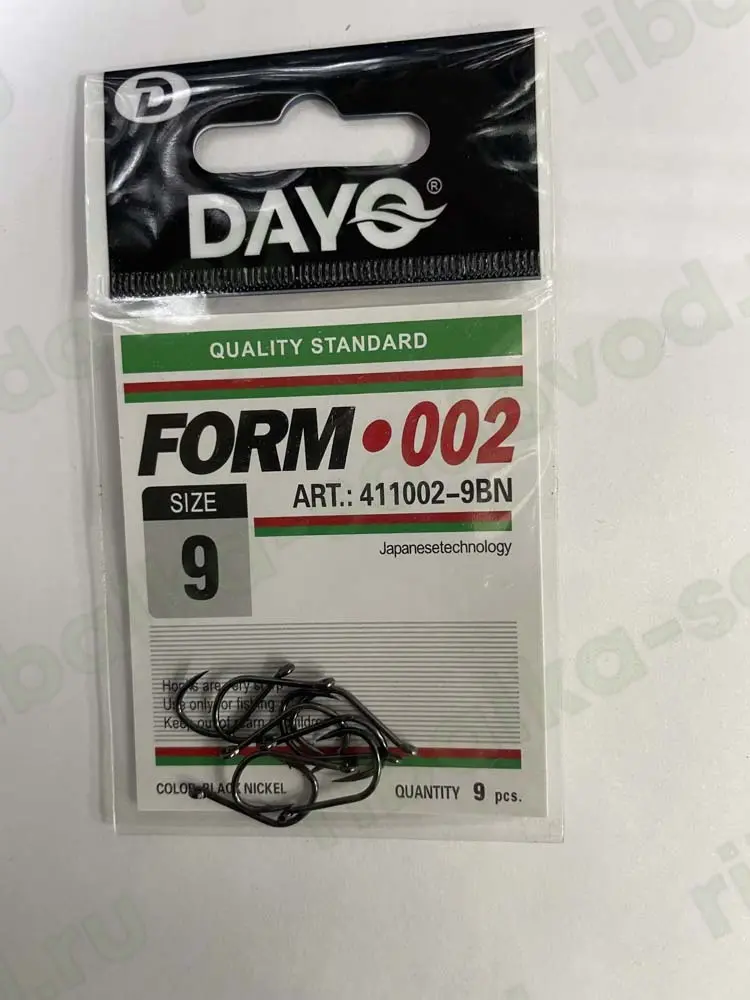 D
DAYO®
QUALITY STANDARD
FORM•002
SIZE
9
ART.: 411002-9BN
Japanesetechnology
Hooks are very
Use only for fishing
Keep out of
COLOR:BLACK NICKEL
QUANTITY 9 pcs.